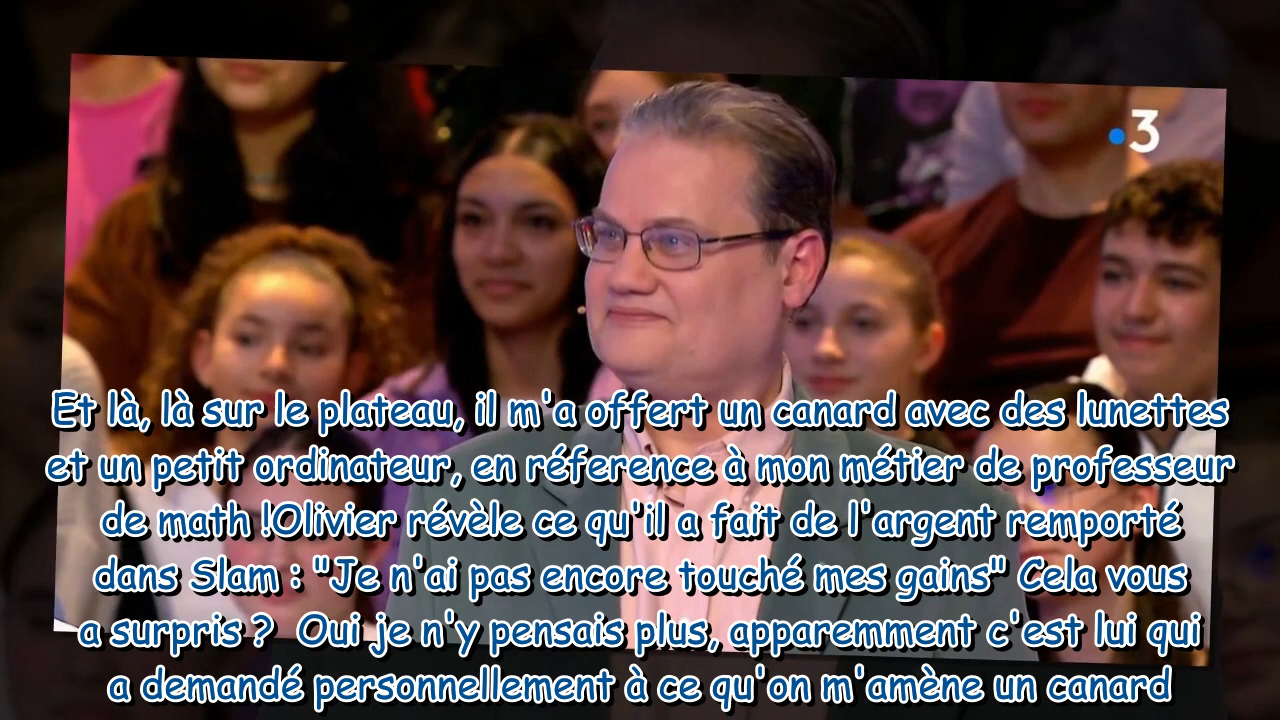 3
Et là, là sur le plateau, il m'a offert un canard avec des lunettes
et un petit ordinateur, en réference à mon métier de professeur
de math !Olivier révèle ce qu'il a fait de l'argent remporté
dans Slam : "Je n'ai pas encore touché mes gains" Cela vous
a surpris ?  Oui je n'y pensais plus, apparemment c'est lui qui
a demandé personnellement à ce qu'on m'amène un canard